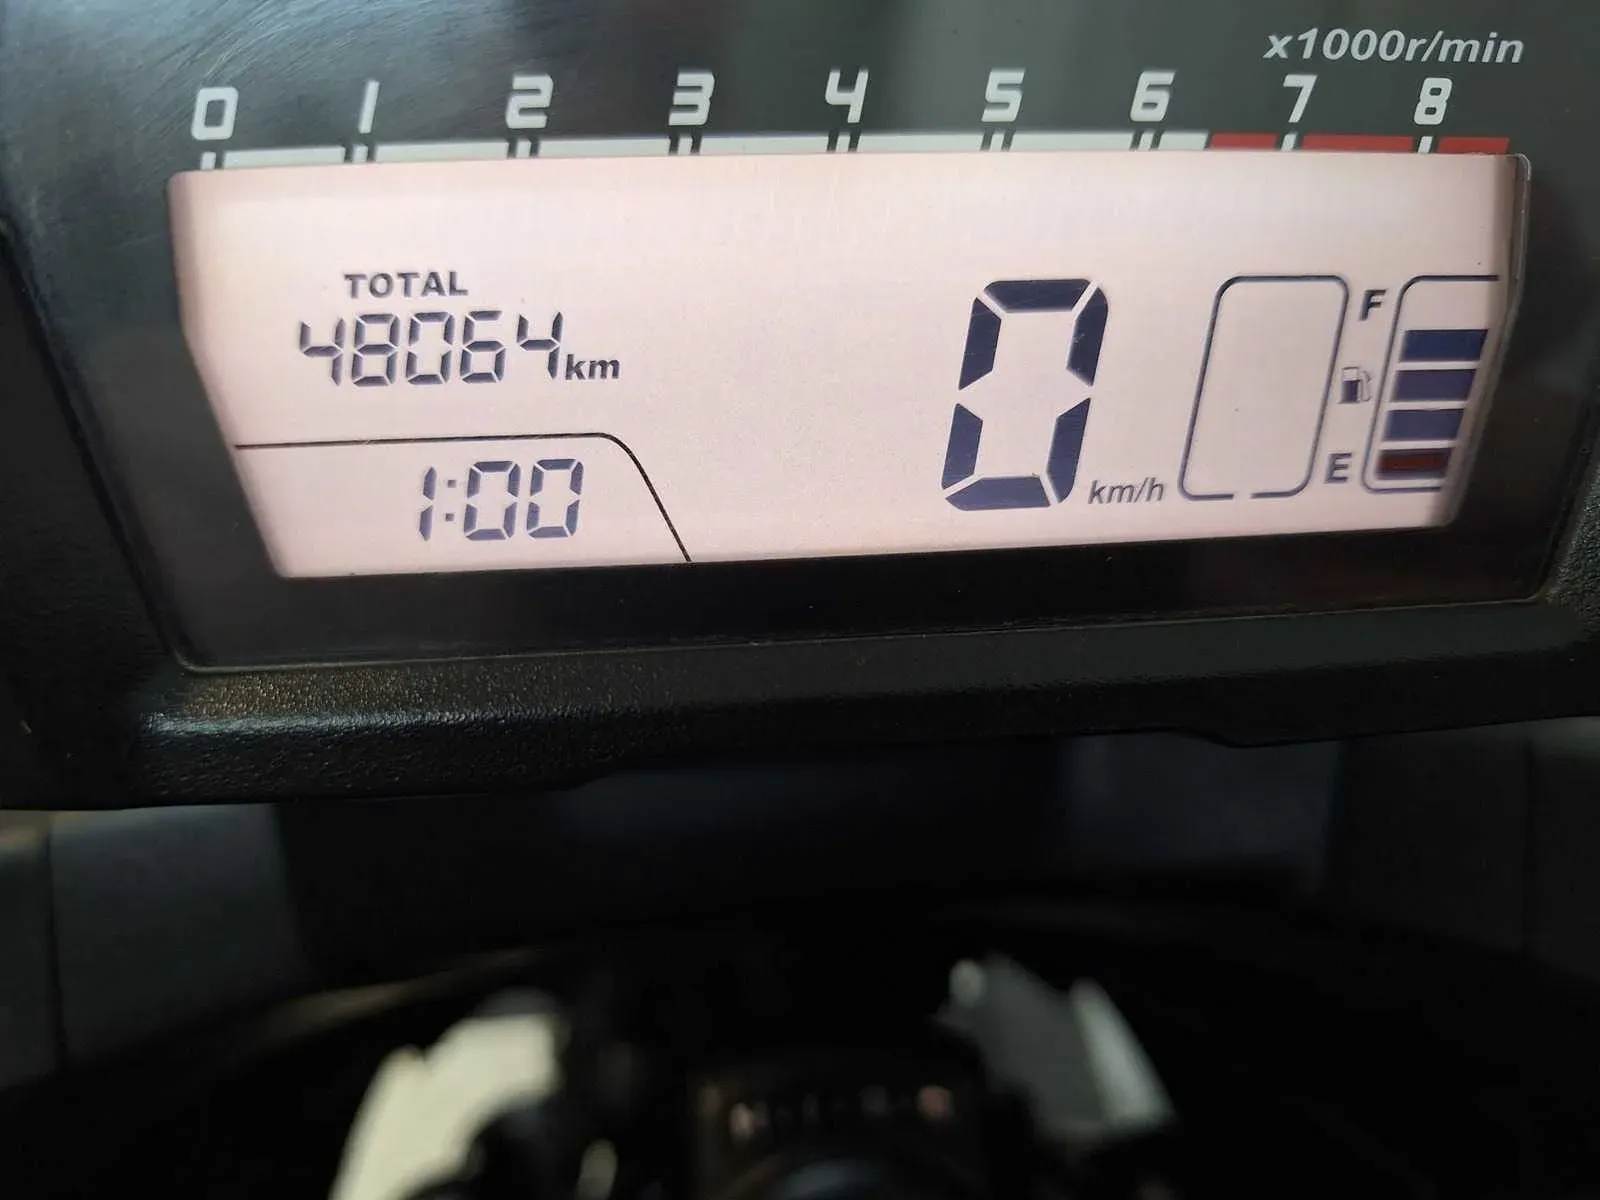 x1000r/min
0 1 2 3 4 5 6 7 8
TOTAL
48064km
1:00
0 km/h
F
E